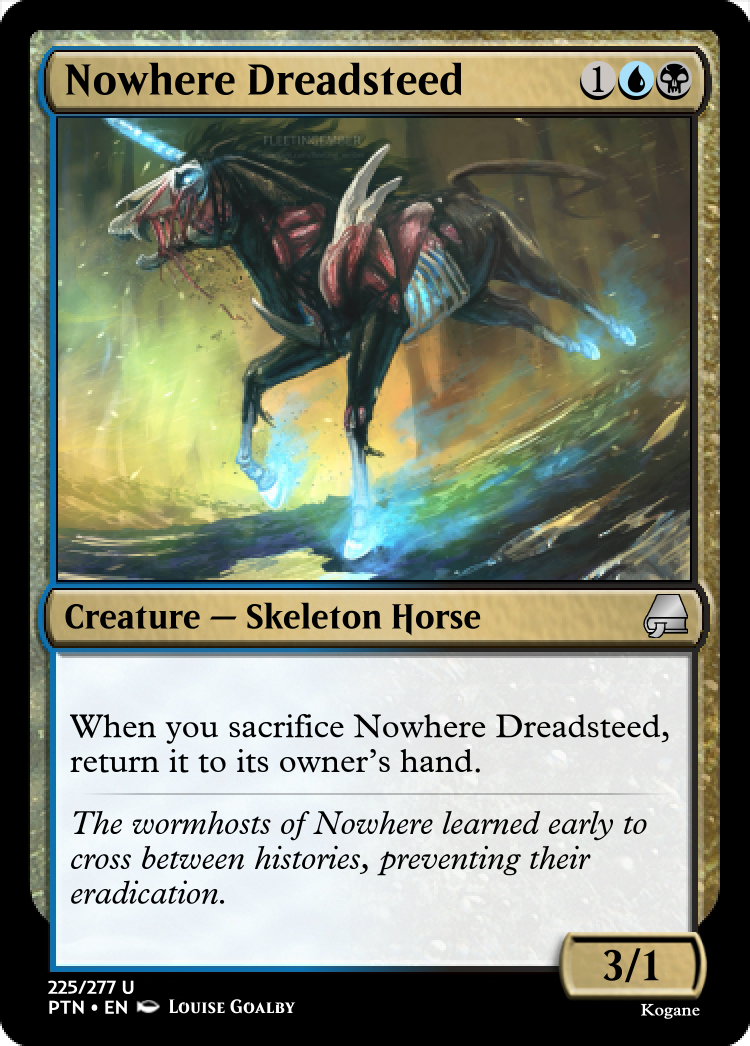 Nowhere Dreadsteed 1
FLEETINGEMBER
Creature — Skeleton Horse
When you sacrifice Nowhere Dreadsteed,
return it to its owner's hand.
The wormhosts of Nowhere learned early to
cross between histories, preventing their
eradication.
3/1
225/277 U
PTN • EN Louise Goalby
Kogane